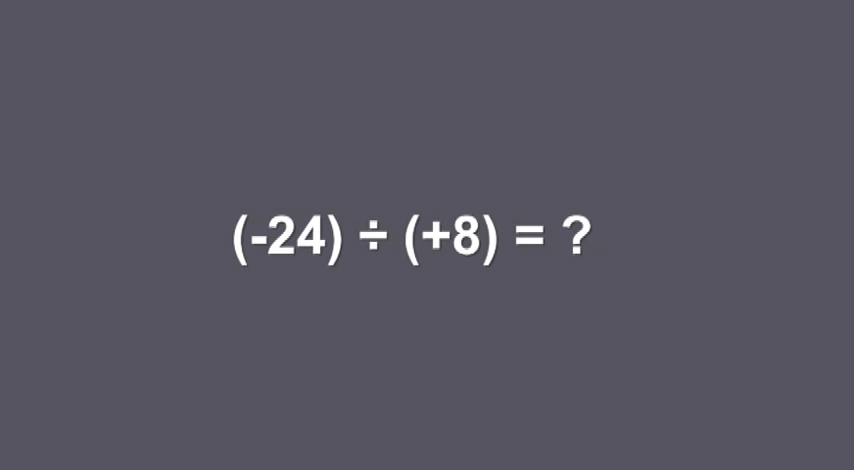 (-24) ÷ (+8) = ?